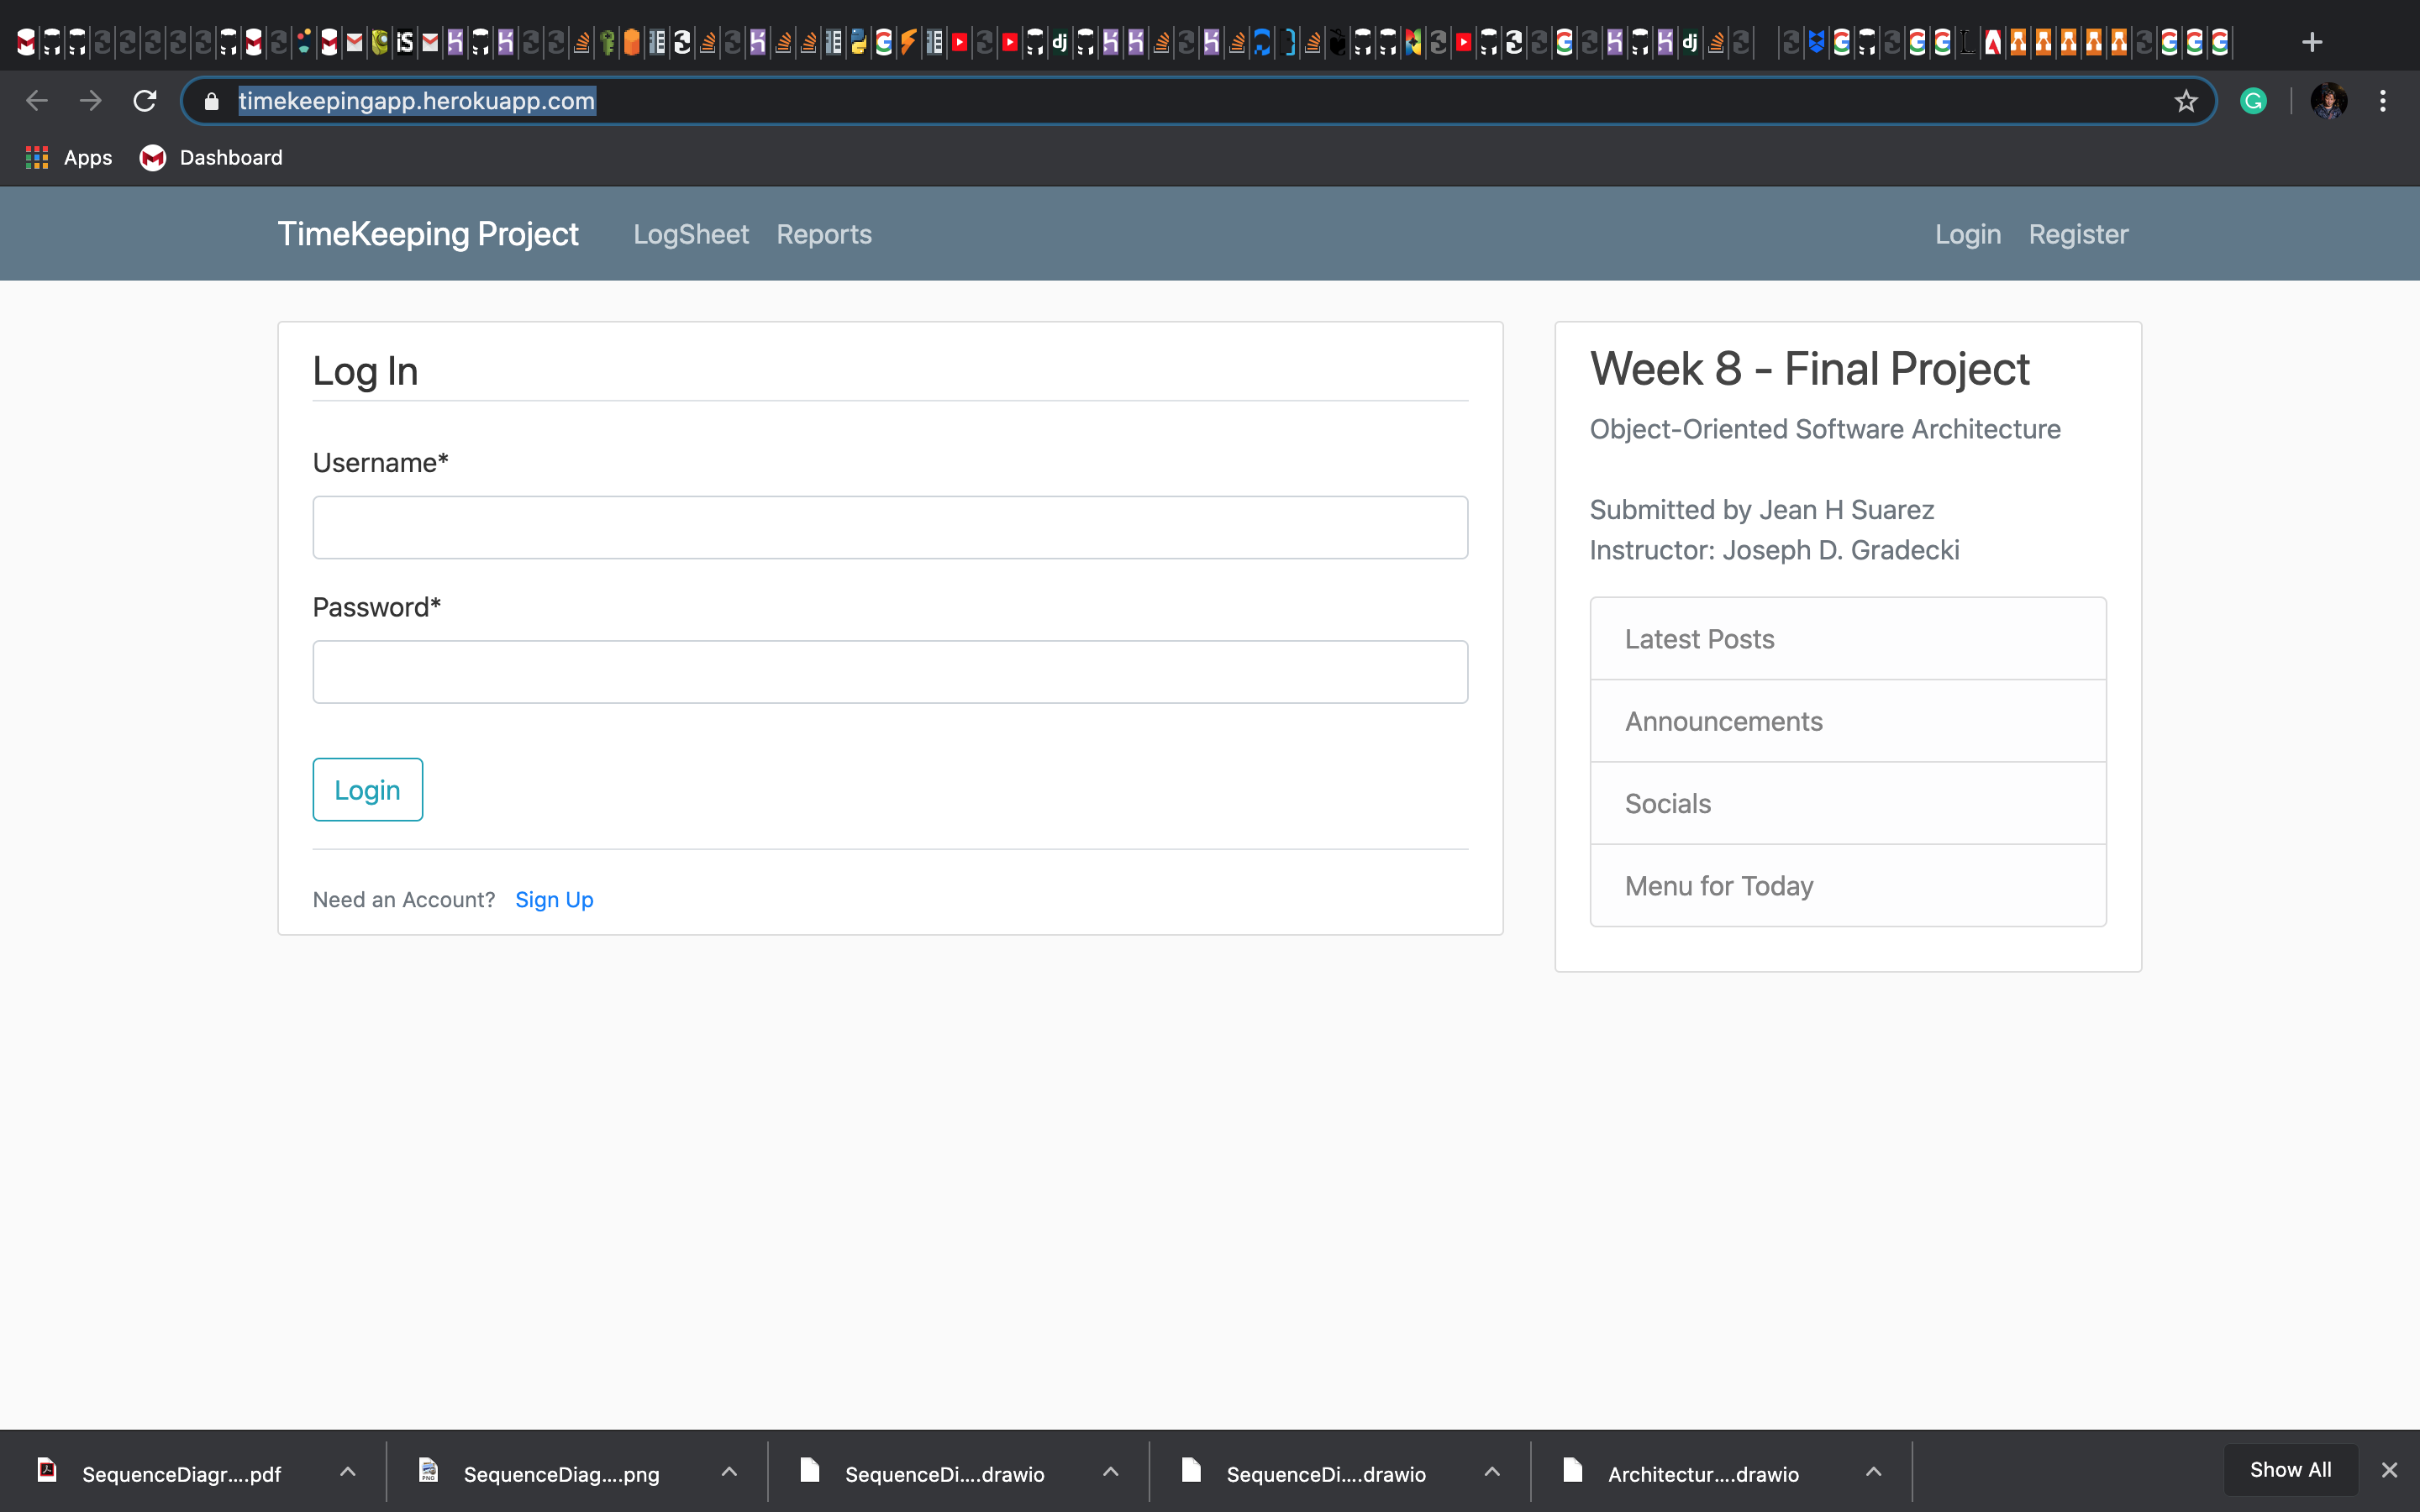 timekeepingapp.herokuapp.com
Apps Dashboard
TimeKeeping Project LogSheet Reports Login Register
Log In
Username*
Password*
Login
Need an Account? Sign Up
Week 8 - Final Project
Object-Oriented Software Architecture
Submitted by Jean H Suarez
Instructor: Joseph D. Gradecki
Latest Posts
Announcements
Socials
Menu for Today
SequenceDiagr....pdf SequenceDiag....png SequenceDi....drawio SequenceDi....drawio Architectur....drawio Show All